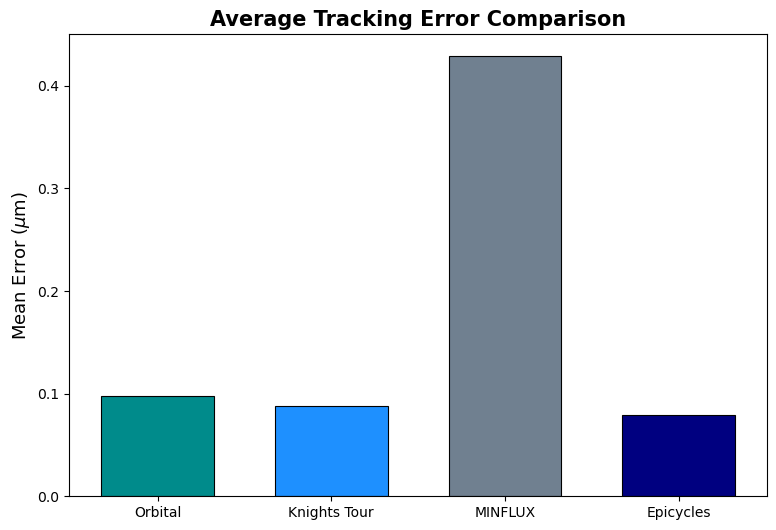 Average Tracking Error Comparison
Mean Error (μm)
0.4
0.3
0.2
0.1
0.0
Orbital
Knights Tour
MINFLUX
Epicycles